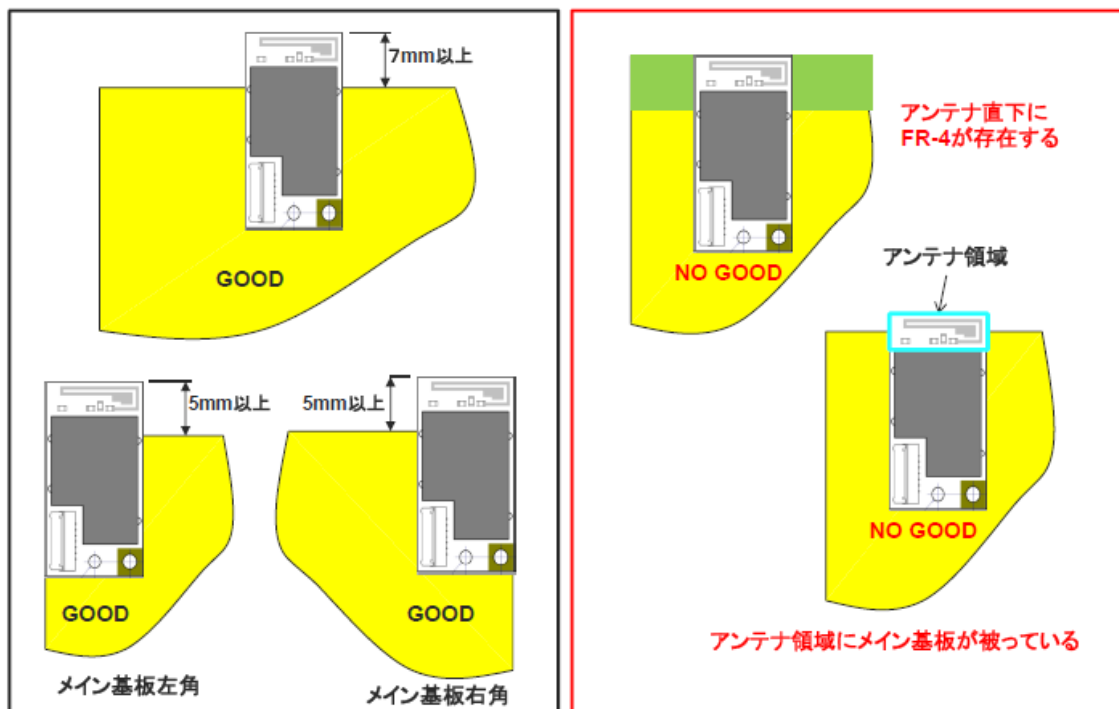 7mm以上
GOOD
5mm以上
GOOD
メイン基板左角
5mm以上
GOOD
メイン基板右角
アンテナ直下に
FR-4が存在する
NO GOOD
アンテナ領域
NO GOOD
アンテナ領域にメイン基板が被っている